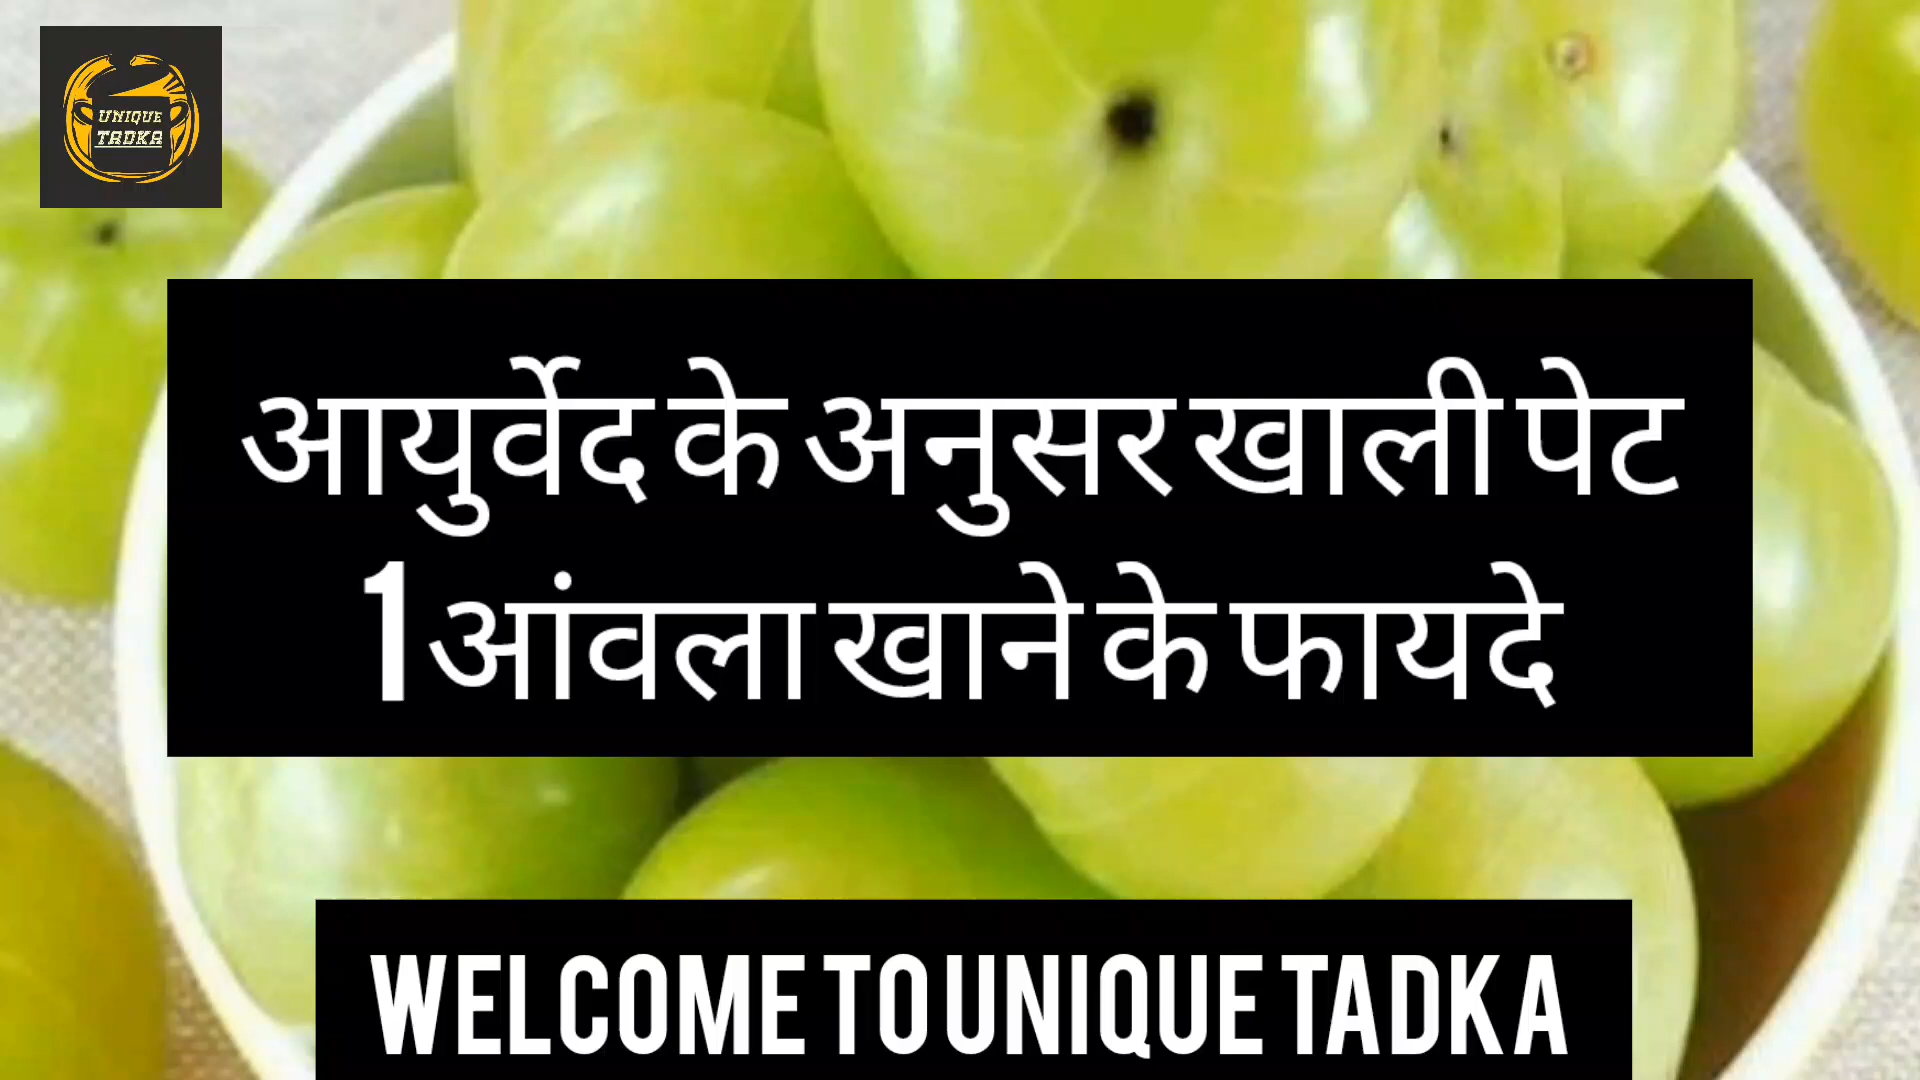 UNIQUE
TADKA
आयुर्वेद के अनुसर खाली पेट
1 आंवला खाने के फायदे
WELCOME TO UNIQUE TADKA